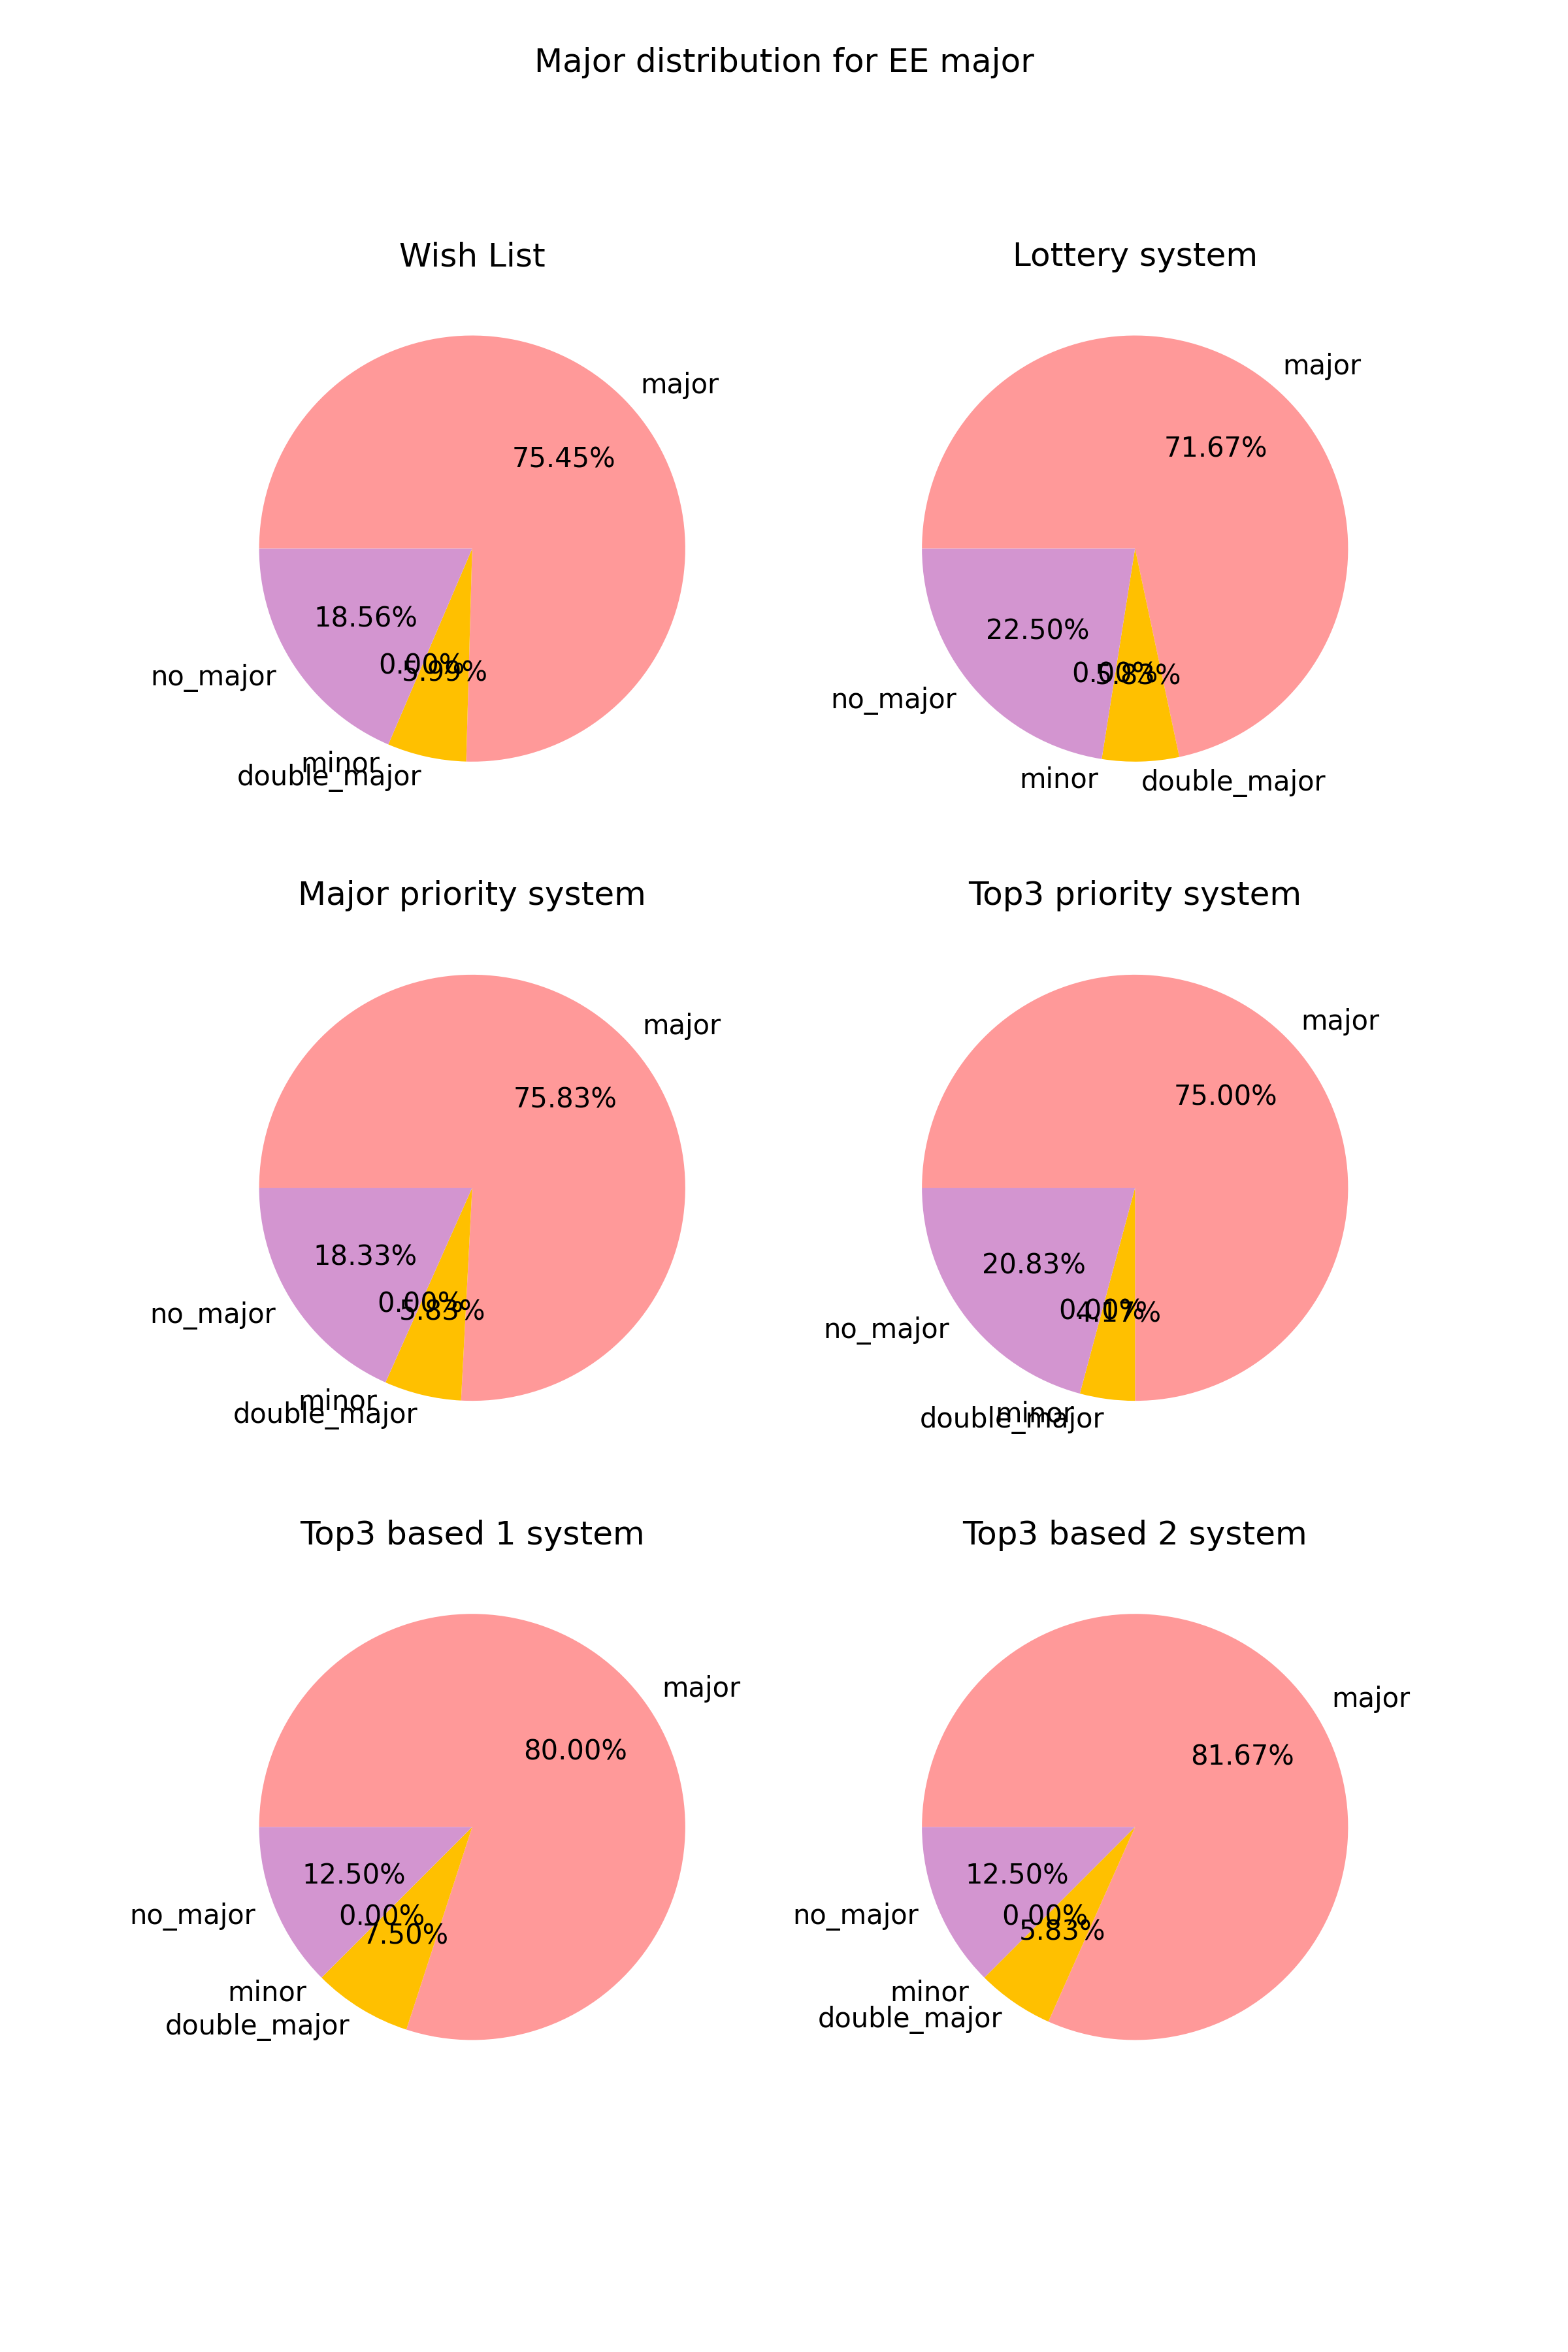 Major distribution for EE major
Wish List
major
75.45%
18.56%
0.00%
5.99%
no_major
minor
double_major
Lottery system
major
71.67%
22.50%
0.00%
5.83%
no_major
minor
double_major
Major priority system
major
75.83%
18.33%
0.00%
5.83%
no_major
minor
double_major
Top3 priority system
major
75.00%
20.83%
0.00%
4.17%
no_major
minor
double_major
Top3 based 1 system
major
80.00%
12.50%
0.00%
7.50%
no_major
minor
double_major
Top3 based 2 system
major
81.67%
12.50%
0.00%
5.83%
no_major
minor
double_major